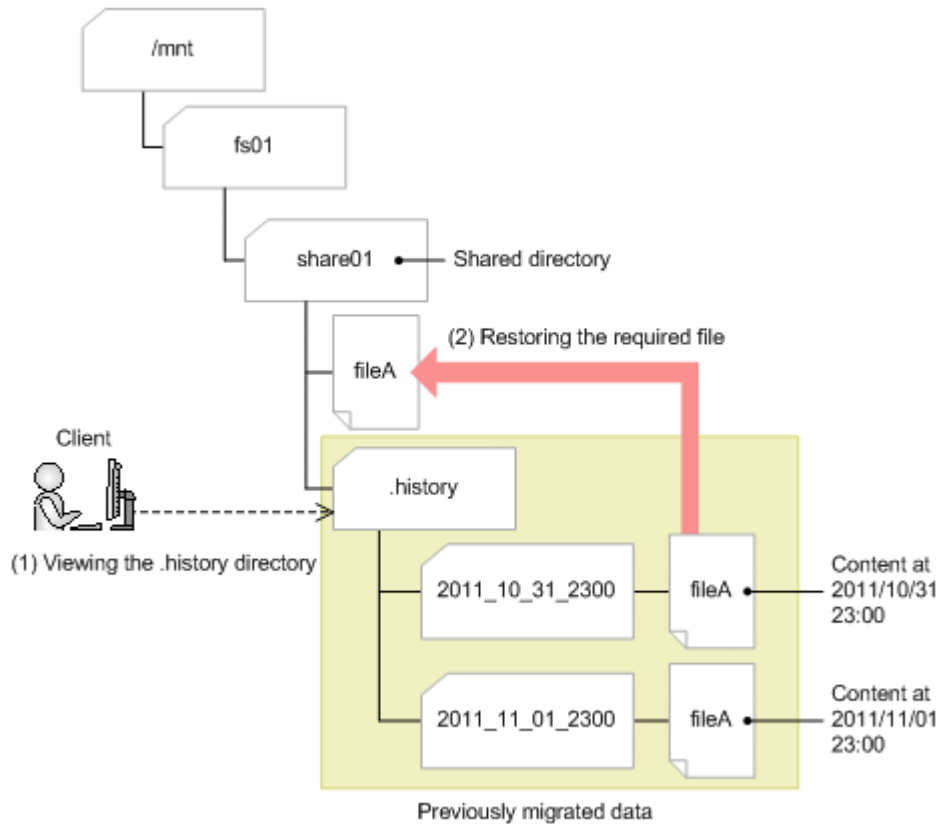 /mnt
fs01
share01
Shared directory
(2) Restoring the required file
fileA
Client
.history
(1) Viewing the .history directory
2011_10_31_2300
fileA
Content at
2011/10/31
23:00
2011_11_01_2300
fileA
Content at
2011/11/01
23:00
Previously migrated data